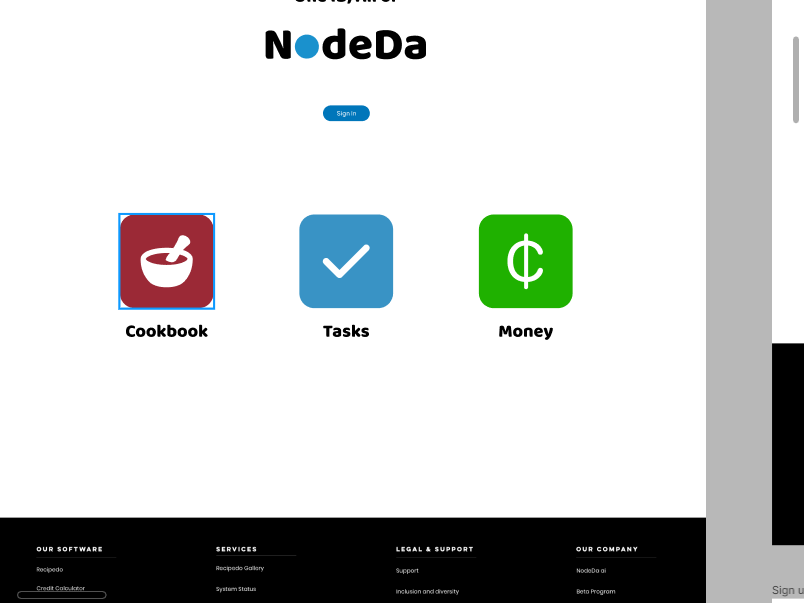 NodeDa
Sign in
Cookbook
Tasks
Money
OUR SOFTWARE
Recipedo
Credit Calculator
SERVICES
Recipedo Gallery
System Status
LEGAL & SUPPORT
Support
Inclusion and diversity
OUR COMPANY
NodeDa ai
Beta Program
Sign u